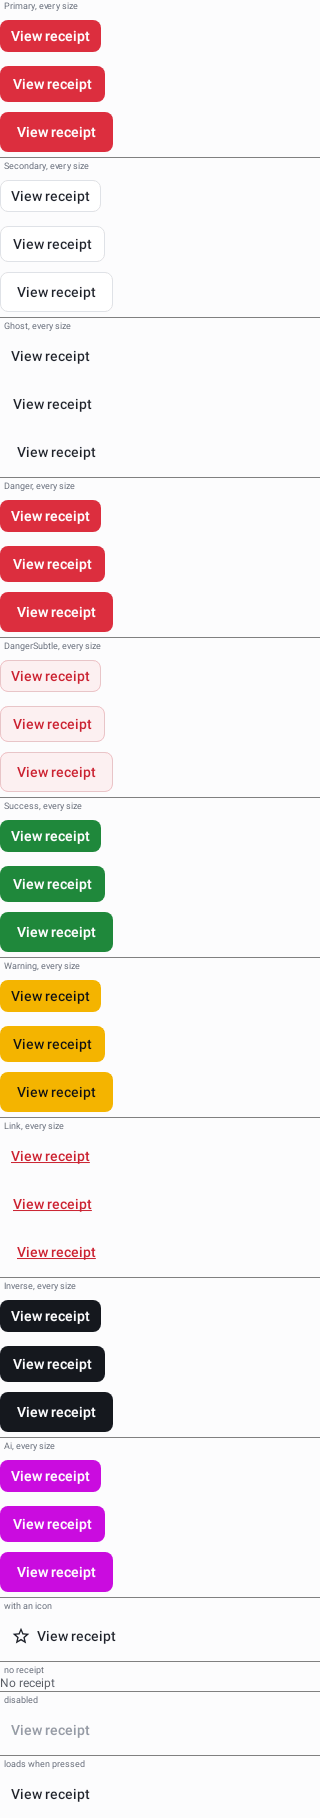 Primary, every size
View receipt
View receipt
View receipt
Secondary, every size
View receipt
View receipt
View receipt
Ghost, every size
View receipt
View receipt
View receipt
Danger, every size
View receipt
View receipt
View receipt
DangerSubtle, every size
View receipt
View receipt
View receipt
Success, every size
View receipt
View receipt
View receipt
Warning, every size
View receipt
View receipt
View receipt
Link, every size
View receipt
View receipt
View receipt
Inverse, every size
View receipt
View receipt
View receipt
Ai, every size
View receipt
View receipt
View receipt
with an icon
View receipt
no receipt
No receipt
disabled
View receipt
loads when pressed
View receipt